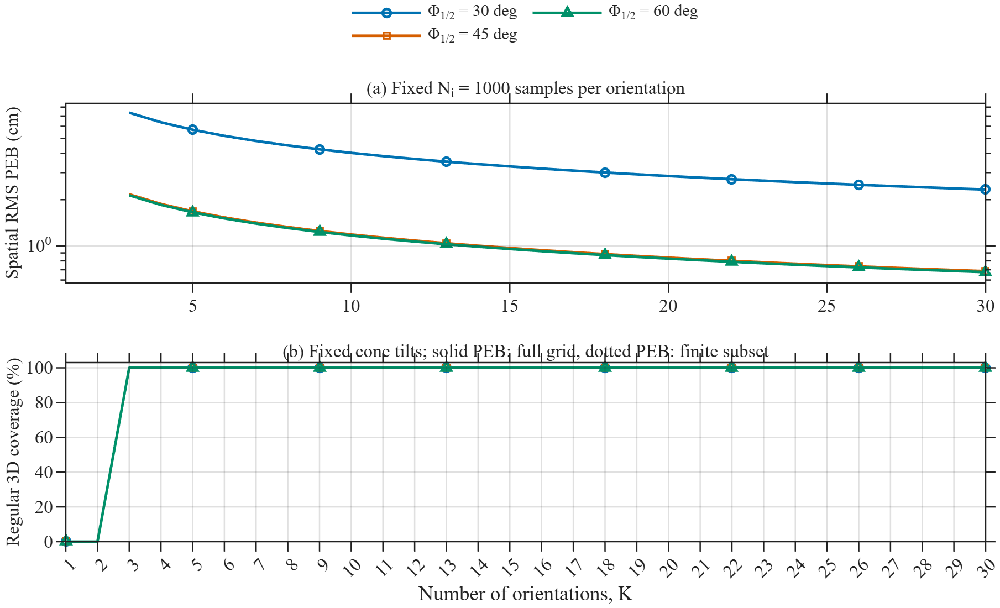 Φ1/2 = 30 deg
Φ1/2 = 60 deg
Φ1/2 = 45 deg
(a) Fixed Ni = 1000 samples per orientation
Spatial RMS PEB (cm)
10^0
5 10 15 20 25 30
(b) Fixed cone tilts; solid PEB: full grid, dotted PEB: finite subset
Regular 3D coverage (%)
100
80
60
40
20
0
1 2 3 4 5 6 7 8 9 10 11 12 13 14 15 16 17 18 19 20 21 22 23 24 25 26 27 28 29 30
Number of orientations, K